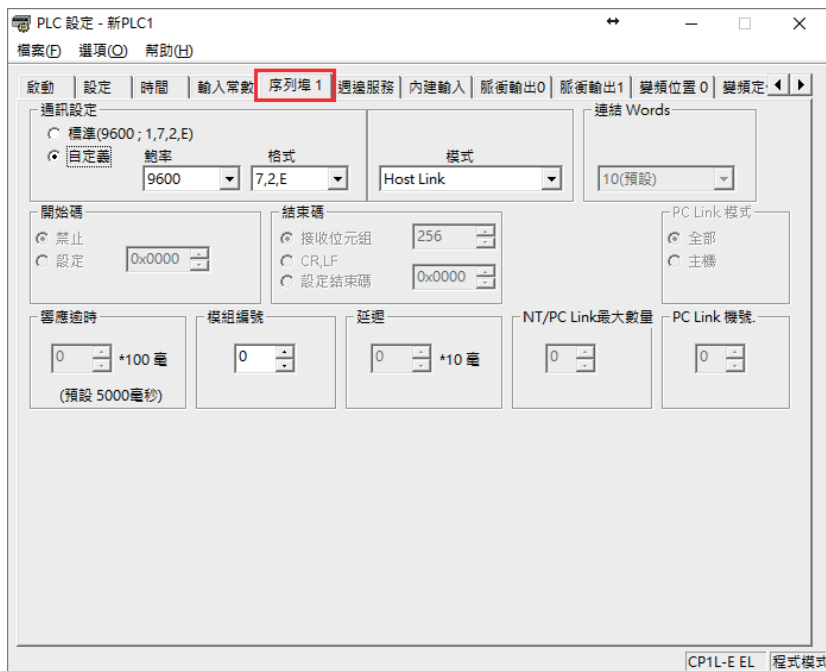 PLC 設定 - 新PLC1
檔案(F) 選項(O) 幫助(H)
啟動 設定 時間 輸入常數 序列埠 1 週邊服務 內建輸入 脈衝輸出0 脈衝輸出1 變頻位置 0 變頻定
通訊設定
標準(9600 ; 1,7,2,E)
自定義 鮑率 格式 模式
9600 7,2,E Host Link
連結 Words
10(預設)
開始碼
禁止
設定 0x0000
結束碼
接收位元組 256
CR,LF
設定結束碼 0x0000
PC Link 模式
全部
主機
響應逾時
0 *100 毫
(預設 5000毫秒)
模組編號
0
延遲
0 *10 毫
NT/PC Link最大數量
0
PC Link 機號.
0
CP1L-E EL 程式模式